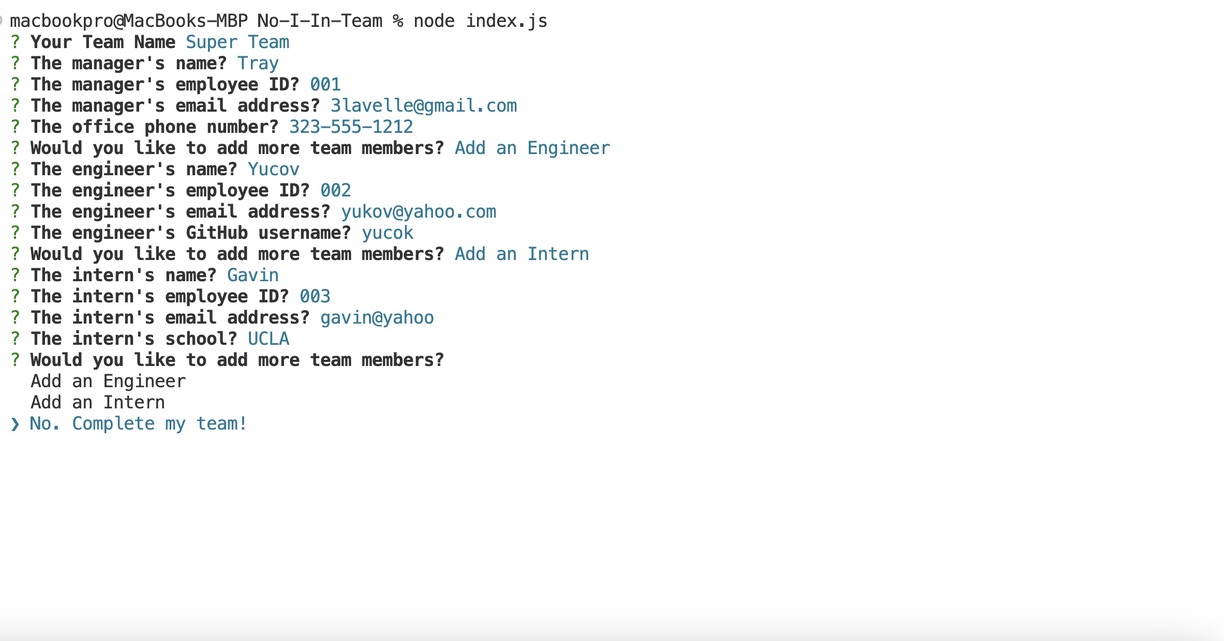 macbookpro@MacBooks-MBP No-I-In-Team % node index.js
? Your Team Name Super Team
? The manager's name? Tray
? The manager's employee ID? 001
? The manager's email address? 3lavelle@gmail.com
? The office phone number? 323-555-1212
? Would you like to add more team members? Add an Engineer
? The engineer's name? Yucov
? The engineer's employee ID? 002
? The engineer's email address? yukov@yahoo.com
? The engineer's GitHub username? yucok
? Would you like to add more team members? Add an Intern
? The intern's name? Gavin
? The intern's employee ID? 003
? The intern's email address? gavin@yahoo
? The intern's school? UCLA
? Would you like to add more team members?
  Add an Engineer
  Add an Intern
❯ No. Complete my team!